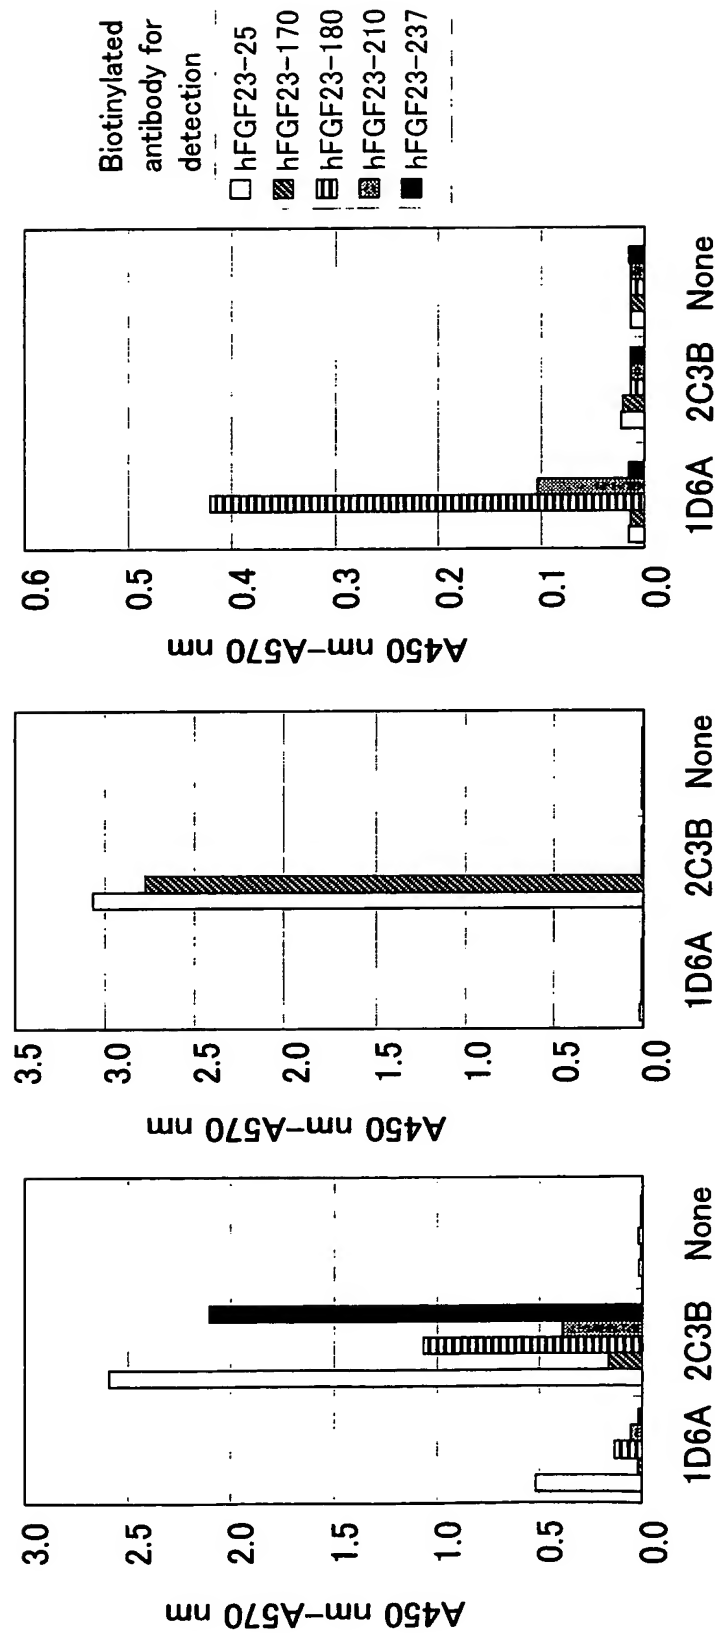 A450 nm-A570 nm
3.0
2.5
2.0
1.5
1.0
0.5
0.0
1D6A 2C3B None
A450 nm-A570 nm
3.5
3.0
2.5
2.0
1.5
1.0
0.5
0.0
1D6A 2C3B None
A450 nm-A570 nm
0.6
0.5
0.4
0.3
0.2
0.1
0.0
1D6A 2C3B None
Biotinylated
antibody for
detection
hFGF23-25
hFGF23-170
hFGF23-180
hFGF23-210
hFGF23-237